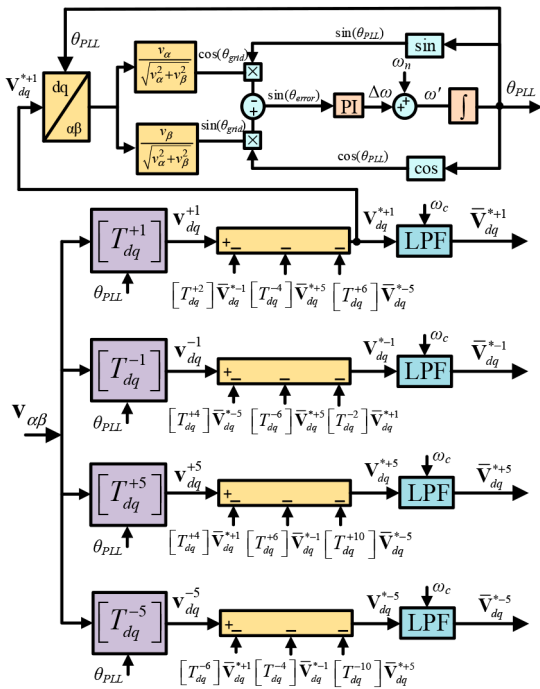 θ_PLL
sin(θ_PLL) sin
V_dq^*+1 dq αβ
v_α / √(v_α^2+v_β^2) cos(θ_grid) × ω_n
− + sin(θ_error) PI Δω + + ω′ ∫ θ_PLL
v_β / √(v_α^2+v_β^2) sin(θ_grid) ×
cos(θ_PLL) cos
[T_dq^+1] v_dq^+1 + − − − V_dq^*+1 ω_c LPF V̅_dq^*+1
θ_PLL [T_dq^+2] V̅_dq^*-1 [T_dq^-4] V̅_dq^*+5 [T_dq^+6] V̅_dq^*-5
[T_dq^-1] v_dq^-1 + − − − V_dq^*-1 ω_c LPF V̅_dq^*-1
θ_PLL [T_dq^+4] V̅_dq^*-5 [T_dq^-6] V̅_dq^*+5 [T_dq^-2] V̅_dq^*+1
v_αβ
[T_dq^+5] v_dq^+5 + − − − V_dq^*+5 ω_c LPF V̅_dq^*+5
θ_PLL [T_dq^+4] V̅_dq^*+1 [T_dq^+6] V̅_dq^*-1 [T_dq^+10] V̅_dq^*-5
[T_dq^-5] v_dq^-5 + − − − V_dq^*-5 ω_c LPF V̅_dq^*-5
θ_PLL [T_dq^-6] V̅_dq^*+1 [T_dq^-4] V̅_dq^*-1 [T_dq^-10] V̅_dq^*+5